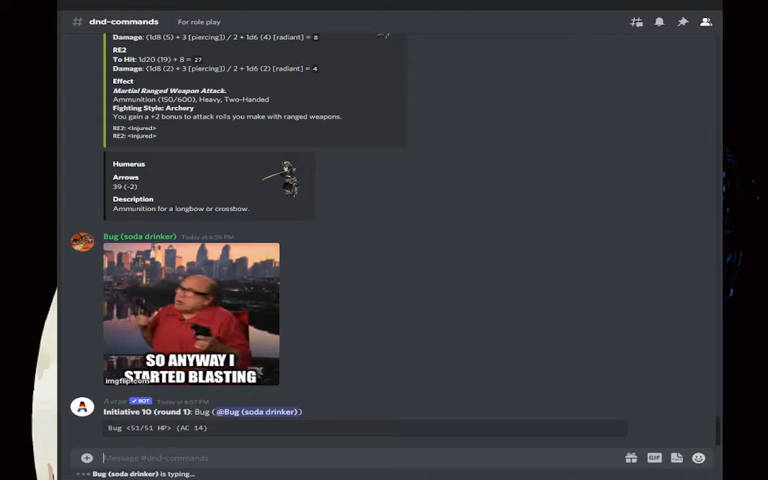 dnd-commands
For role play
Damage: (1d8 (5) + 3 [piercing]) / 2 + 1d6 (4) [radiant] = 8
RE2
To Hit: 1d20 (19) + 8 = 27
Damage: (1d8 (2) + 3 [piercing]) / 2 + 1d6 (2) [radiant] = 4
Effect
Martial Ranged Weapon Attack.
Ammunition (150/600), Heavy, Two-Handed
Fighting Style: Archery
You gain a +2 bonus to attack rolls you make with ranged weapons.
RE2: <Injured>
RE2: <Injured>
Humerus
Arrows
39 (-2)
Description
Ammunition for a longbow or crossbow.
Bug (soda drinker) Today at 6:56 PM
SO ANYWAY I
STARTED BLASTING
imgflip.com
Avrae BOT Today at 6:57 PM
Initiative 10 (round 1): Bug (@Bug (soda drinker))
Bug <51/51 HP> (AC 14)
Message #dnd-commands
GIF
Bug (soda drinker) is typing...